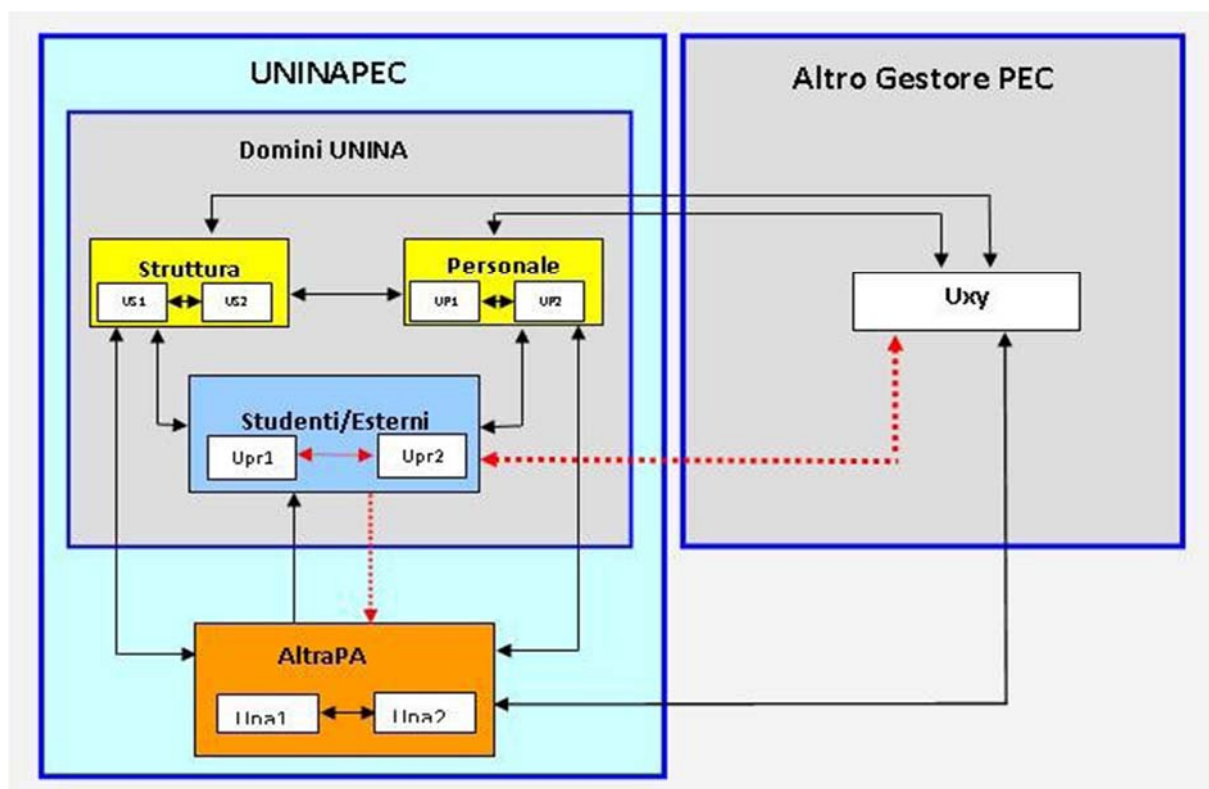 UNINAPEC
Altro Gestore PEC
Domini UNINA
Struttura
US1
US2
Personale
UP1
UP2
Uxy
Studenti/Esterni
Upr1
Upr2
AltraPA
Una1
Una2